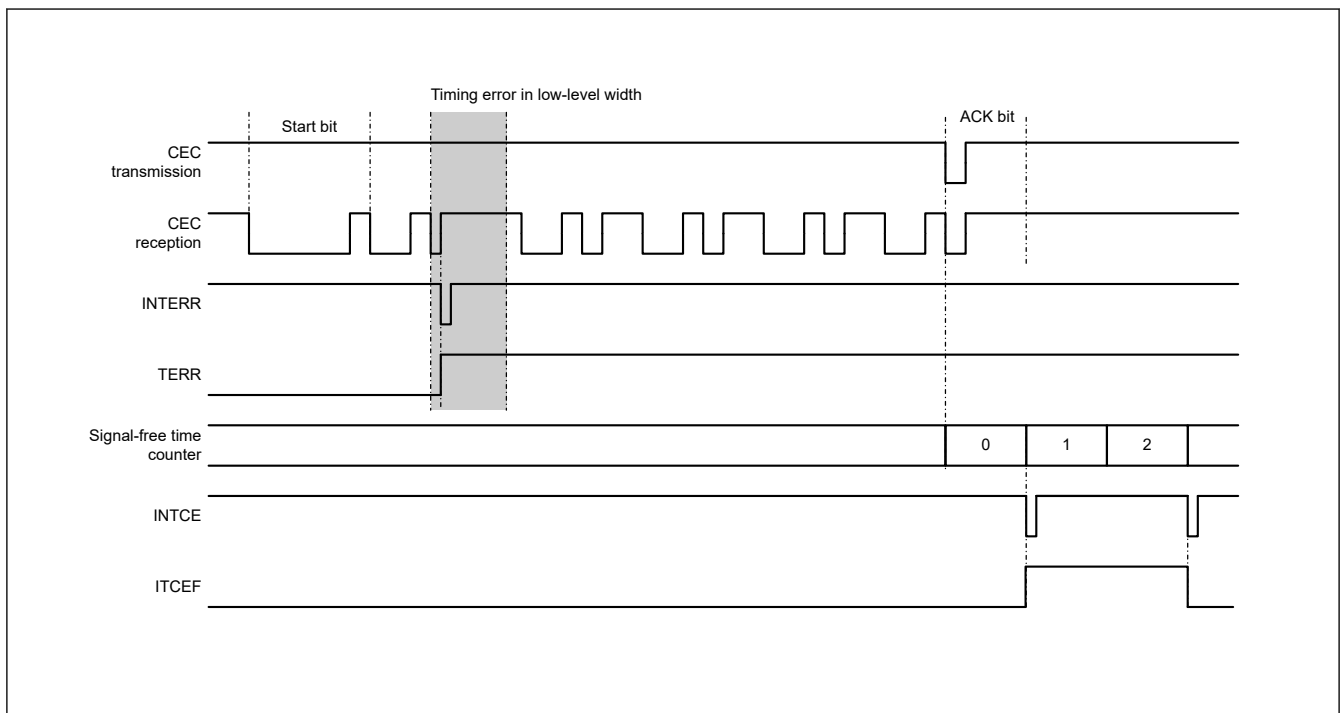 Timing error in low-level width
Start bit
ACK bit
CEC
transmission
CEC
reception
INTERR
TERR
Signal-free time
counter
0
1
2
INTCE
ITCEF